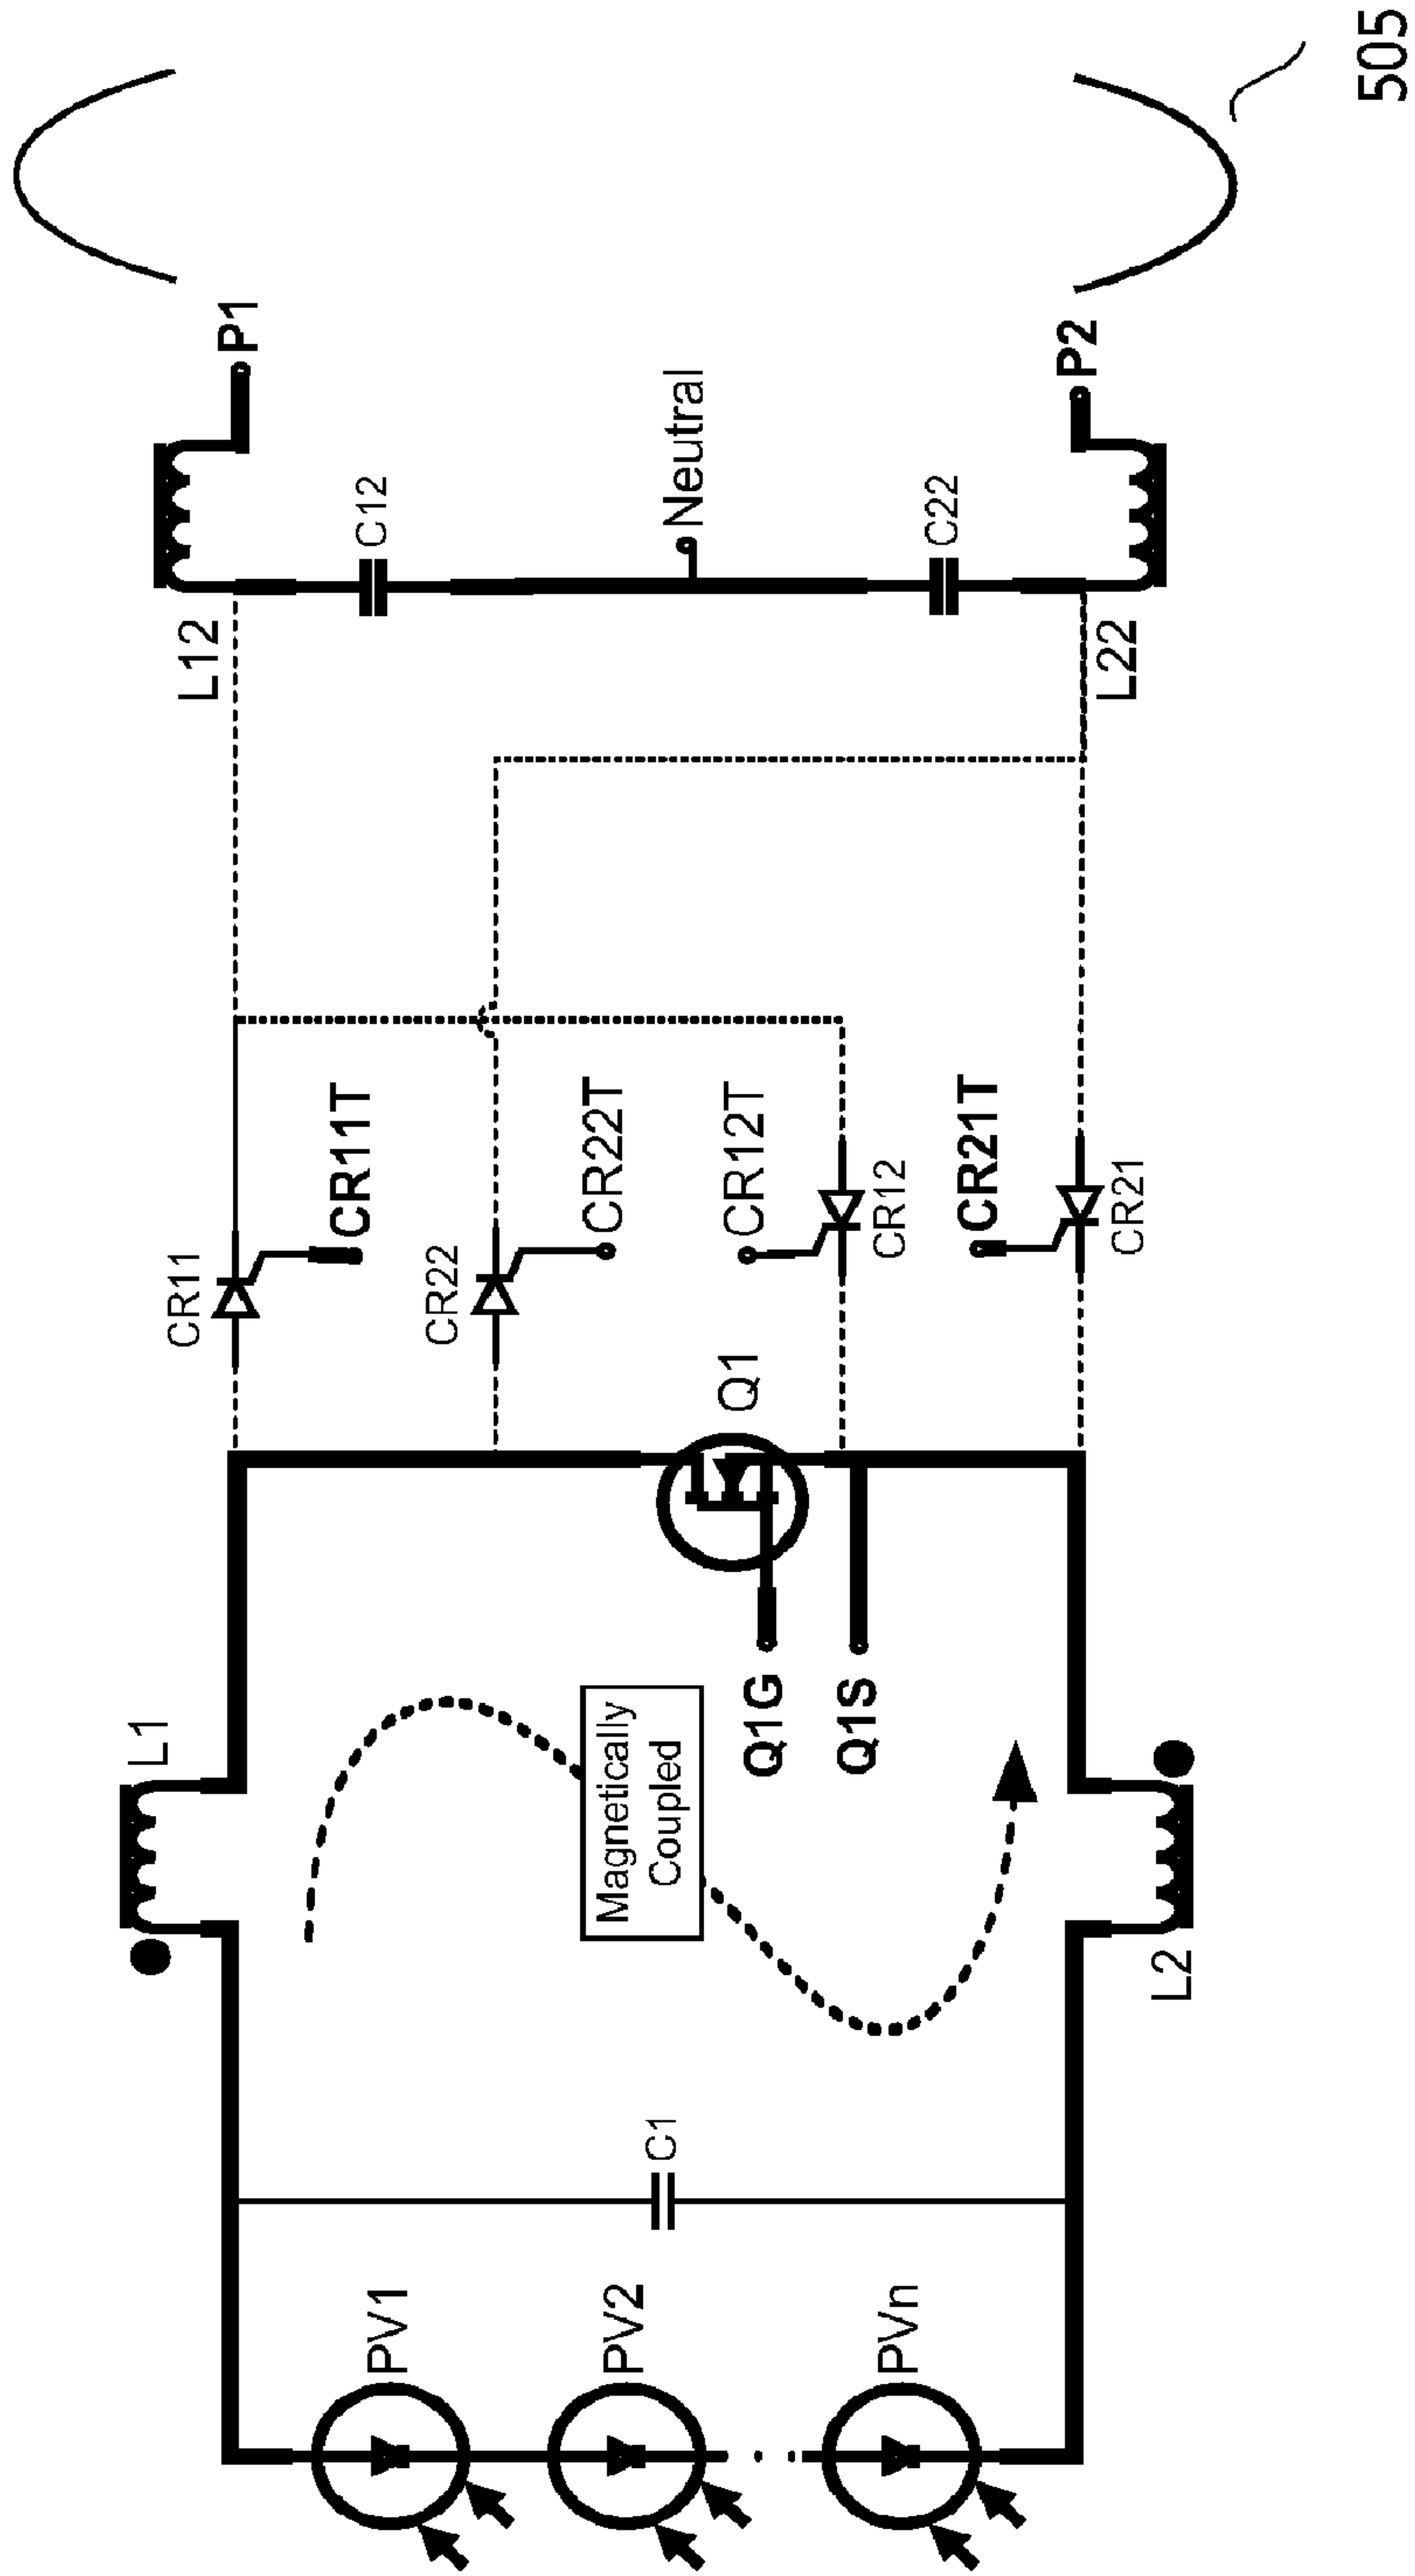 PV1
PV2
PVn
C1
L1
L2
Magnetically
Coupled
Q1G
Q1S
Q1
CR11
CR11T
CR22
CR22T
CR12T
CR12
CR21T
CR21
L12
C12
Neutral
C22
L22
P1
P2
505